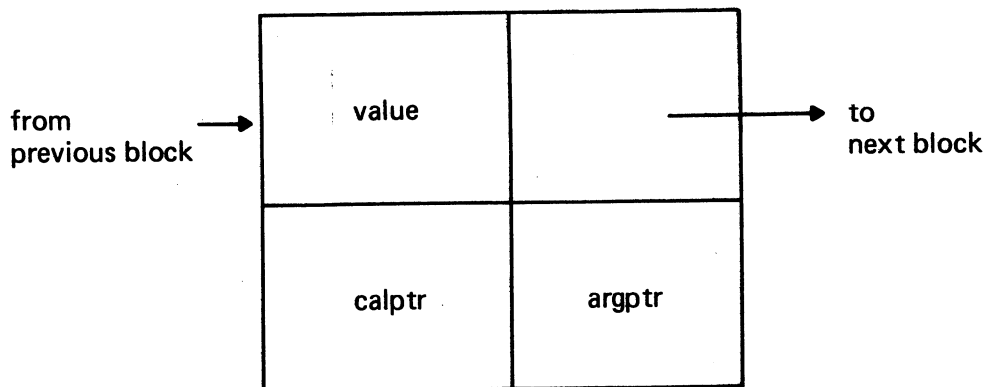 from
previous block
value
to
next block
calptr
argptr